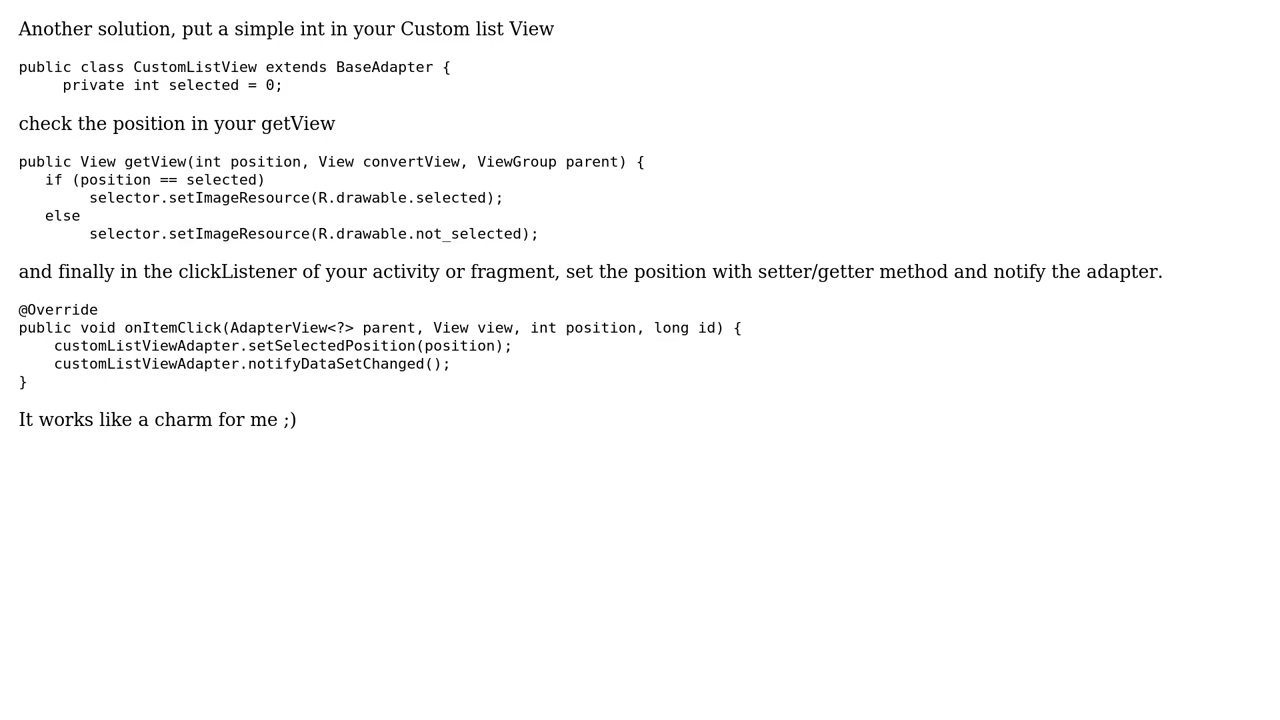 Another solution, put a simple int in your Custom list View
public class CustomListView extends BaseAdapter {
     private int selected = 0;
check the position in your getView
public View getView(int position, View convertView, ViewGroup parent) {
   if (position == selected)
        selector.setImageResource(R.drawable.selected);
   else
        selector.setImageResource(R.drawable.not_selected);
and finally in the clickListener of your activity or fragment, set the position with setter/getter method and notify the adapter.
@Override
public void onItemClick(AdapterView<?> parent, View view, int position, long id) {
    customListViewAdapter.setSelectedPosition(position);
    customListViewAdapter.notifyDataSetChanged();
}
It works like a charm for me ;)